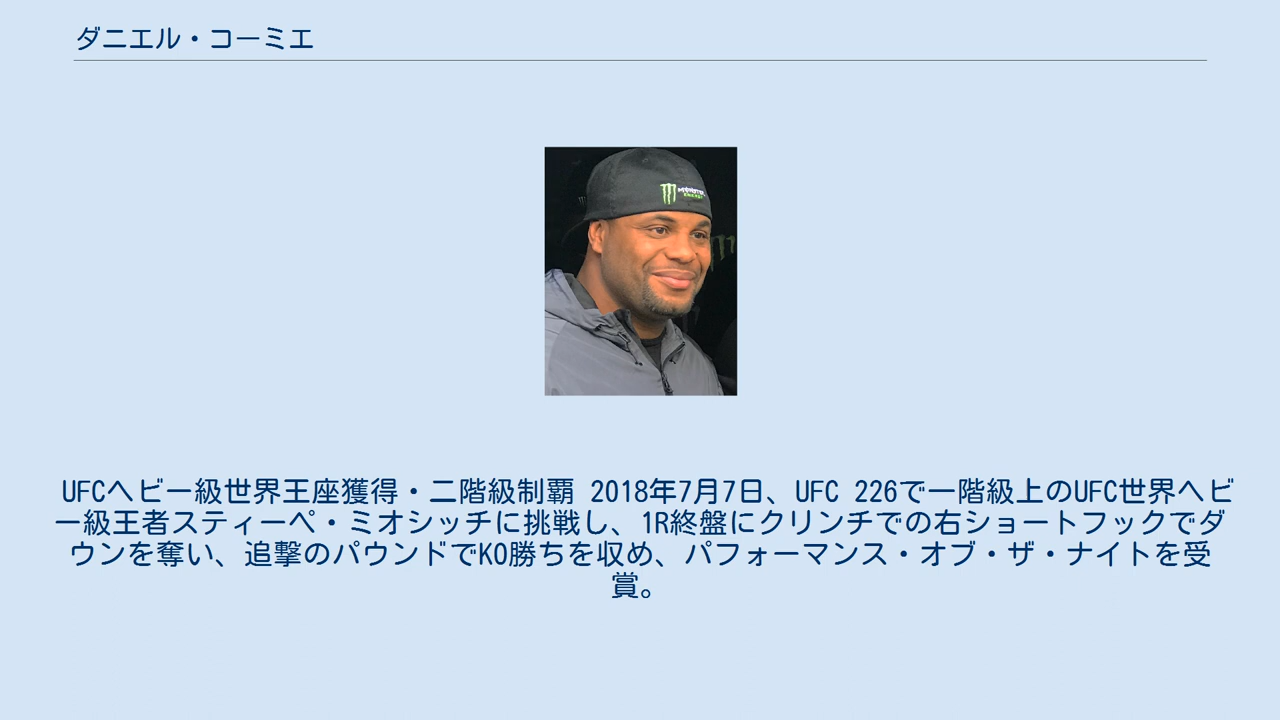 ダニエル・コーミエ
MONSTER
ENERGY
UFCヘビー級世界王座獲得・二階級制覇 2018年7月7日、UFC 226で一階級上のUFC世界ヘビ
ー級王者スティーペ・ミオシッチに挑戦し、1R終盤にクリンチでの右ショートフックでダ
ウンを奪い、追撃のパウンドでKO勝ちを収め、パフォーマンス・オブ・ザ・ナイトを受
賞。